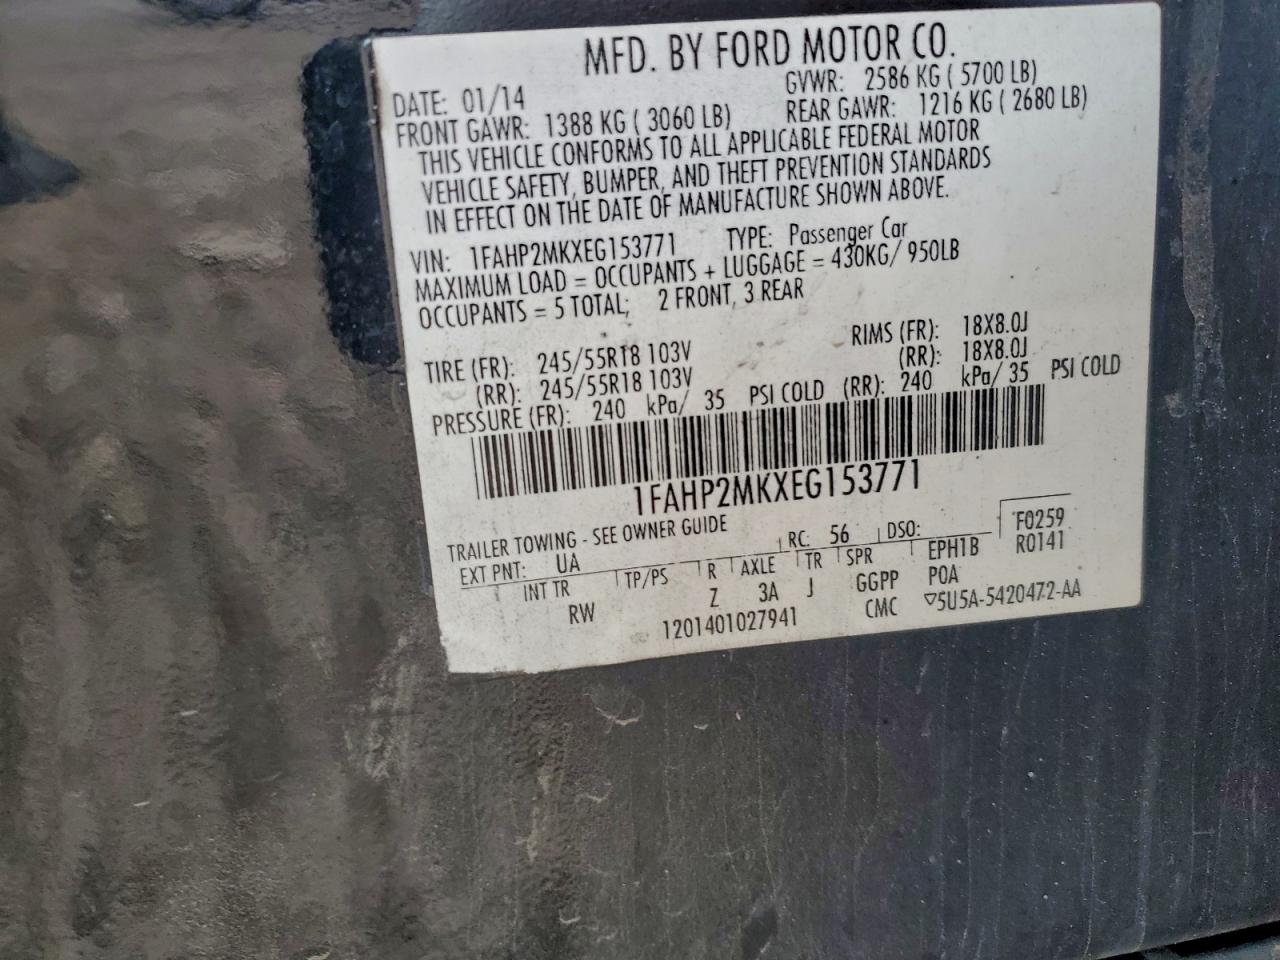 MFD. BY FORD MOTOR CO.
DATE: 01/14 GVWR: 2586 KG ( 5700 LB)
FRONT GAWR: 1388 KG ( 3060 LB) REAR GAWR: 1216 KG ( 2680 LB)
THIS VEHICLE CONFORMS TO ALL APPLICABLE FEDERAL MOTOR
VEHICLE SAFETY, BUMPER, AND THEFT PREVENTION STANDARDS
IN EFFECT ON THE DATE OF MANUFACTURE SHOWN ABOVE.
VIN: 1FAHP2MKXEG153771 TYPE: Passenger Car
MAXIMUM LOAD = OCCUPANTS + LUGGAGE = 430KG/ 950LB
OCCUPANTS = 5 TOTAL; 2 FRONT, 3 REAR
TIRE (FR): 245/55R18 103V RIMS (FR): 18X8.0J
(RR): 245/55R18 103V (RR): 18X8.0J
PRESSURE (FR): 240 kPa/ 35 PSI COLD (RR): 240 kPa/ 35 PSI COLD
1FAHP2MKXEG153771
TRAILER TOWING - SEE OWNER GUIDE
EXT PNT: UA RC: 56 DSO: F0259
INT TR TP/PS R AXLE TR SPR EPH1B R0141
RW Z 3A J GGPP POA
1201401027941 CMC ▽5U5A-5420472-AA